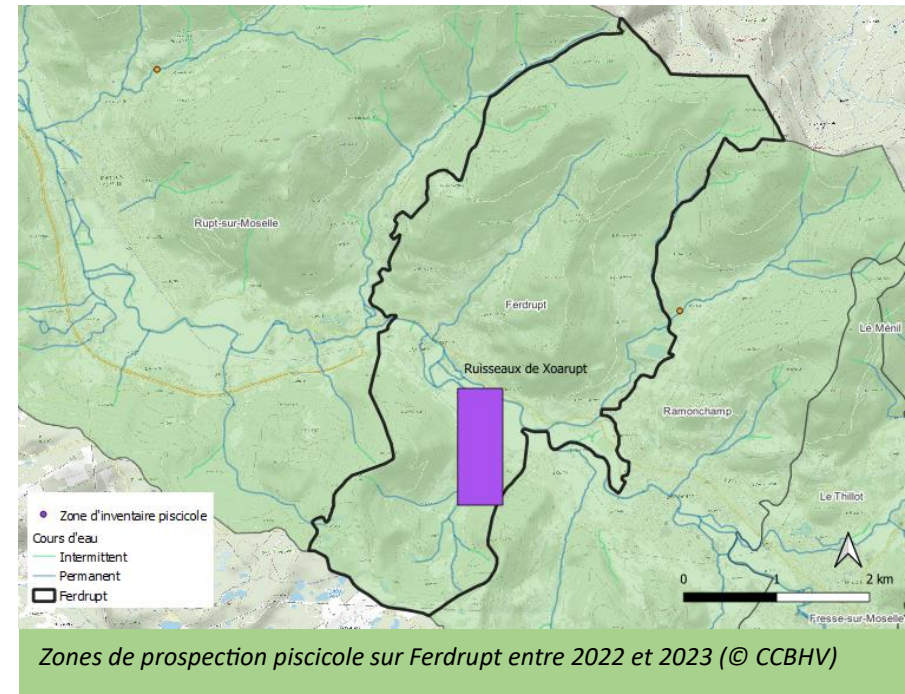 Rupt-sur-Moselle
Ferdrupt
Le Ménil
Ruisseaux de Xoarupt
Ramonchamp
Le Thillot
Zone d'inventaire piscicole
Cours d'eau
Intermittent
Permanent
Ferdrupt
0 1 2 km
Fresse-sur-Moselle
Zones de prospection piscicole sur Ferdrupt entre 2022 et 2023 (© CCBHV)